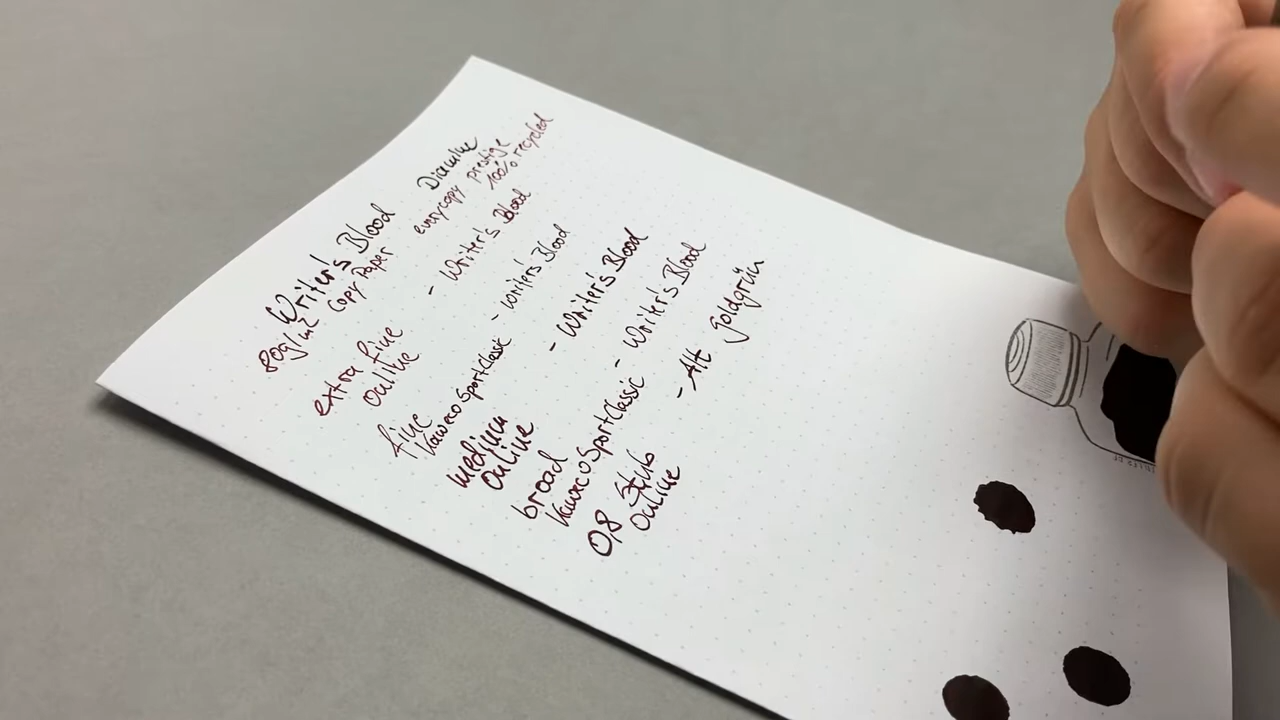 Writer's Blood Diamine
80g/m² Copy Paper everycopy prestige
100% recycled
extra fine - Writer's Blood
Online
fine - Writer's Blood
Kaweco Sport Classic
medium - Writer's Blood
Online
broad - Writer's Blood
Kaweco Sport Classic
0,8 Stub - Alt Goldgrün
Online